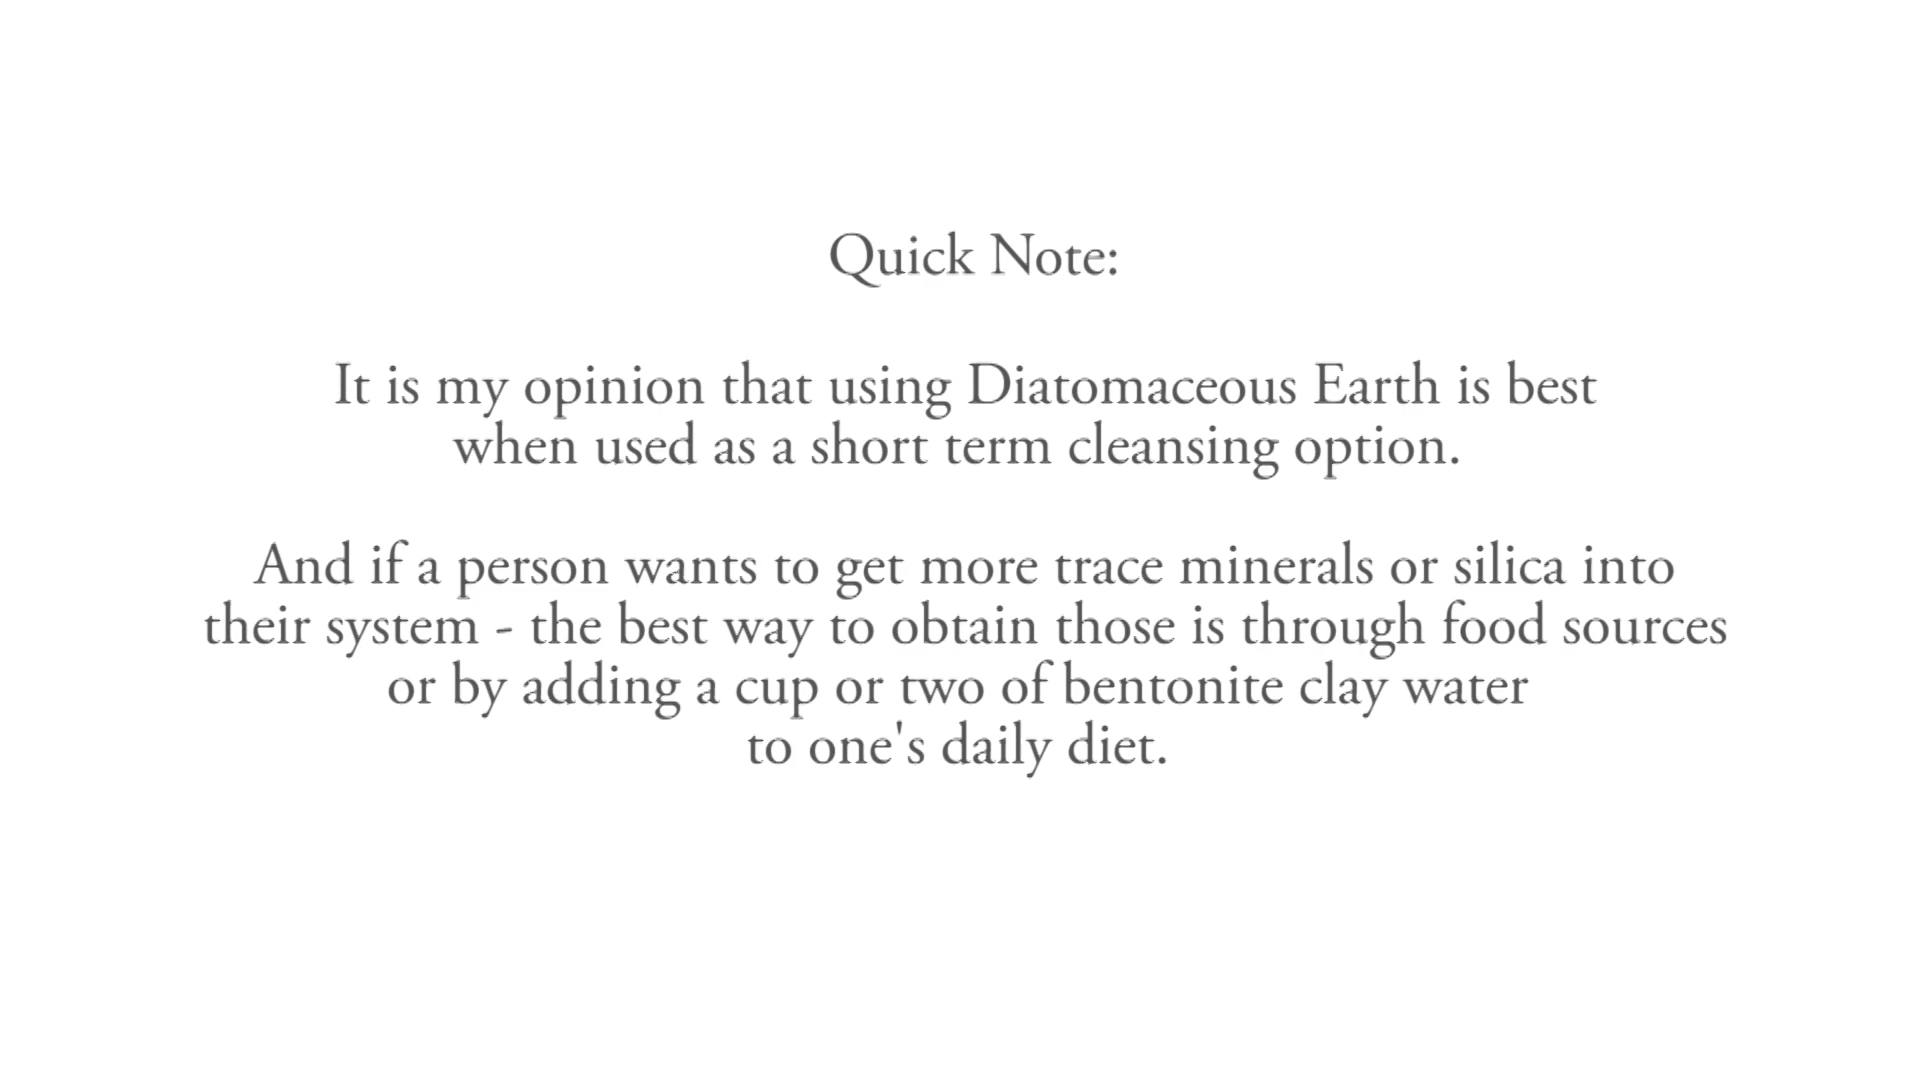 Quick Note:
It is my opinion that using Diatomaceous Earth is best
when used as a short term cleansing option.
And if a person wants to get more trace minerals or silica into
their system - the best way to obtain those is through food sources
or by adding a cup or two of bentonite clay water
to one's daily diet.